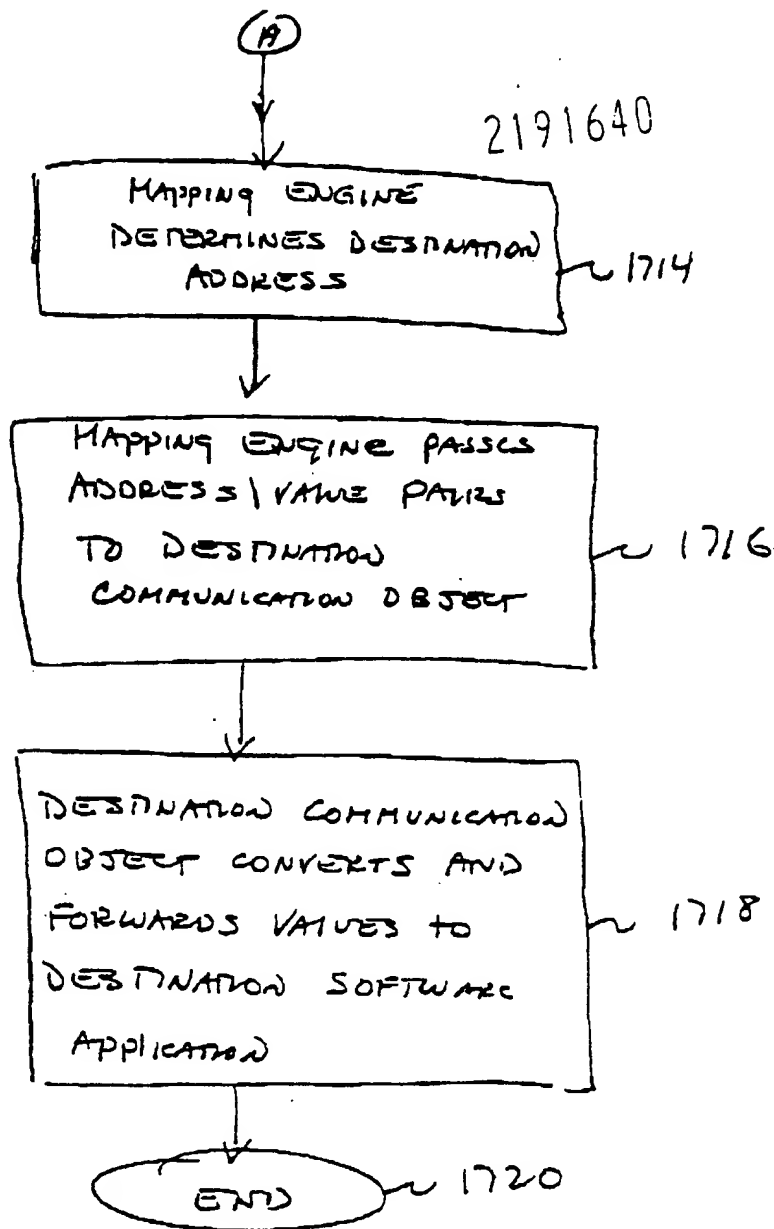 A
2191640
MAPPING ENGINE
DETERMINES DESTINATION
ADDRESS
1714
MAPPING ENGINE PASSES
ADDRESS\VALUE PAIRS
TO DESTINATION
COMMUNICATION OBJECT
1716
DESTINATION COMMUNICATION
OBJECT CONVERTS AND
FORWARDS VALUES to
DESTINATION SOFTWARE
APPLICATION
1718
END
1720